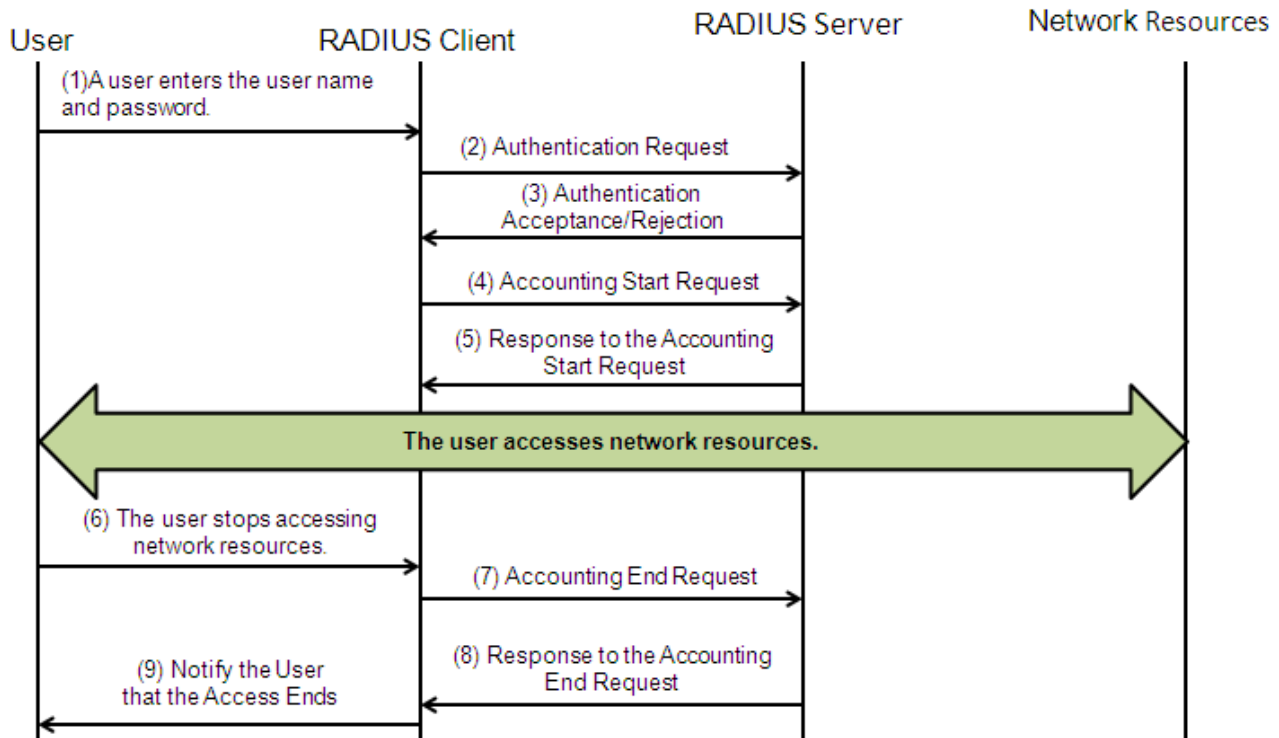 User
RADIUS Client
RADIUS Server
Network Resources
(1)A user enters the user name
and password.
(2) Authentication Request
(3) Authentication
Acceptance/Rejection
(4) Accounting Start Request
(5) Response to the Accounting
Start Request
The user accesses network resources.
(6) The user stops accessing
network resources.
(7) Accounting End Request
(8) Response to the Accounting
End Request
(9) Notify the User
that the Access Ends